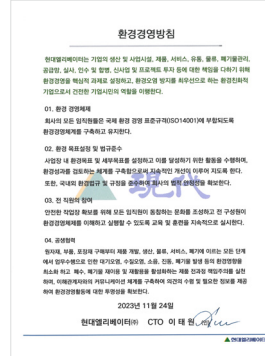 환경경영방침
현대엘리베이터는 기업의 생산 및 사업시설, 제품, 서비스, 유통, 물류, 폐기물관리,
공급망, 실사, 인수 및 합병, 신사업 및 프로젝트 투자 등에 대한 책임을 다하기 위해
환경경영을 핵심적 과제로 설정하고, 환경오염 방지를 최우선으로 하는 환경친화적
기업으로서 건전한 기업시민의 역할을 이행한다.
01. 환경 경영체제
회사의 모든 임직원들은 국제 환경 경영 표준규격(ISO14001)에 부합되도록
환경경영체계를 구축하고 유지한다.
02. 환경 목표설정 및 법규준수
사업장 내 환경목표 및 세부목표를 설정하고 이를 달성하기 위한 활동을 수행하며,
환경성과를 검토하는 체계를 구축함으로써 지속적인 개선이 이루어 지도록 한다.
또한, 국내외 환경법규 및 규정을 준수하여 회사의 법적 안정성을 확보한다.
03. 전 직원의 참여
안전한 작업장 확보를 위해 모든 임직원이 동참하는 문화를 조성하고 전 구성원이
환경경영체제를 이해하고 실행할 수 있도록 교육 및 훈련을 지속적으로 실시한다.
04. 공생협력
원자재, 부품, 포장재 구매부터 제품 개발, 생산, 물류, 서비스, 폐기에 이르는 모든 단계
에서 업무수행으로 인한 대기오염, 수질오염, 소음, 진동, 폐기물 발생 등의 환경영향을
최소화 하고 폐수, 폐기물 재이용 및 재활용을 활성화하는 제품 전과정 책임주의를 실현
하며, 이해관계자와의 커뮤니케이션 체계를 구축하여 의견의 수렴 및 필요한 정보를 제공
하여 환경경영활동에 대한 투명성을 확보한다.
現代
2023년 11월 24일
현대엘리베이터㈜ CTO 이 태 원
현대엘리베이터